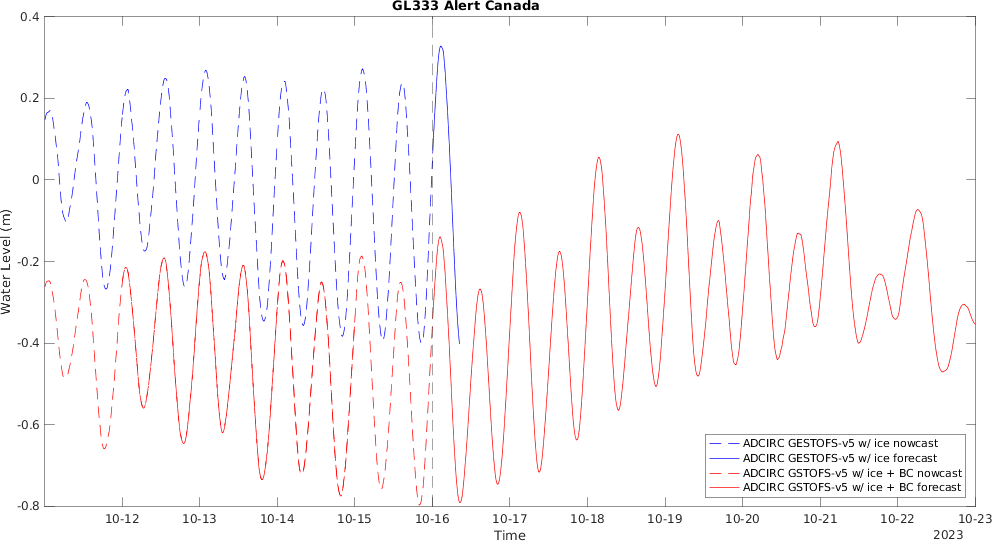 GL333 Alert Canada
0.4
0.2
0
-0.2
-0.4
-0.6
-0.8
Water Level (m)
ADCIRC GESTOFS-v5 w/ ice nowcast
ADCIRC GESTOFS-v5 w/ ice forecast
ADCIRC GSTOFS-v5 w/ ice + BC nowcast
ADCIRC GSTOFS-v5 w/ ice + BC forecast
10-12 10-13 10-14 10-15 10-16 10-17 10-18 10-19 10-20 10-21 10-22 10-23
Time
2023